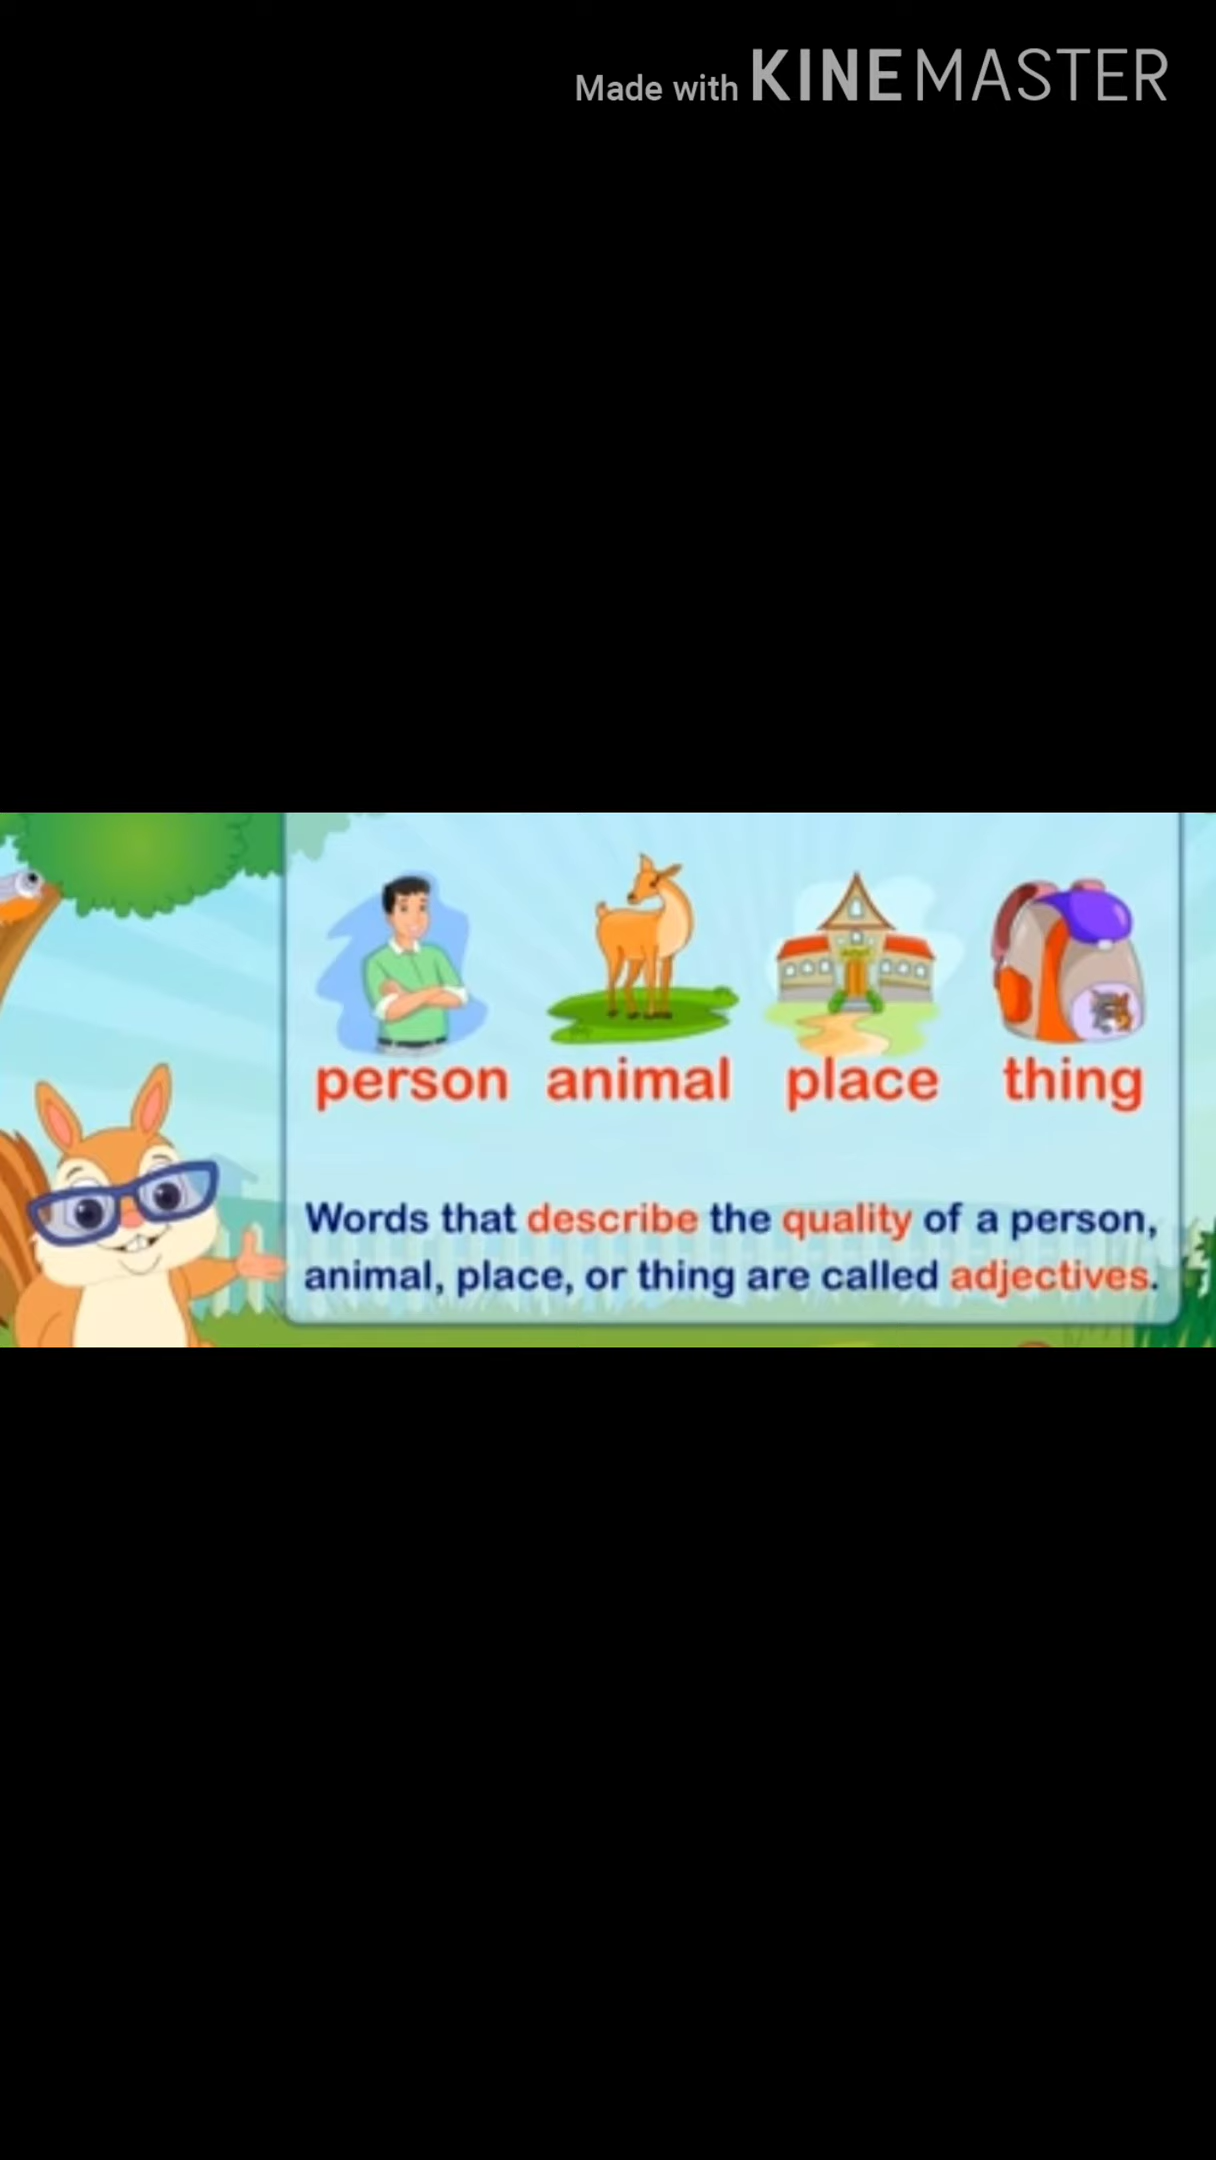 Made with KINEMASTER
person animal place thing
Words that describe the quality of a person,
animal, place, or thing are called adjectives.